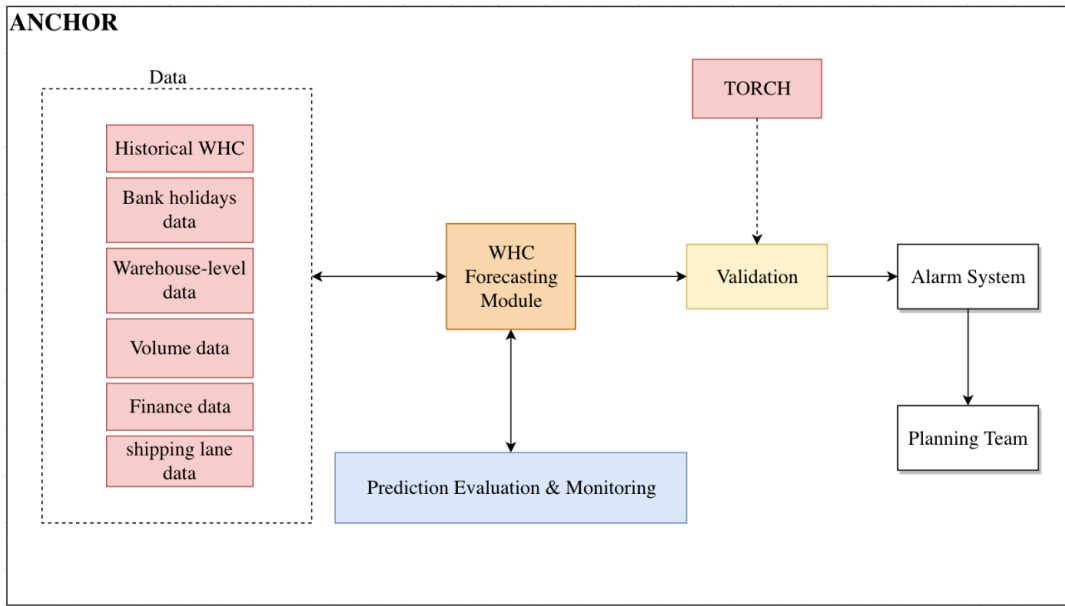 ANCHOR
Data
Historical WHC
Bank holidays
data
Warehouse-level
data
Volume data
Finance data
shipping lane
data
WHC
Forecasting
Module
Prediction Evaluation & Monitoring
TORCH
Validation
Alarm System
Planning Team